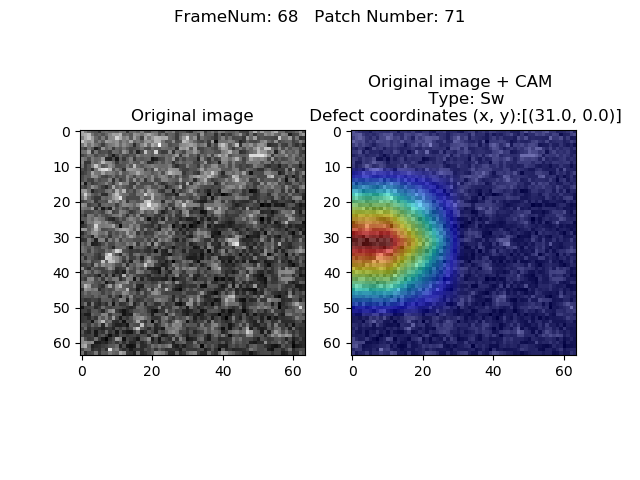 FrameNum: 68   Patch Number: 71
Original image
0
10
20
30
40
50
60
0 20 40 60
Original image + CAM
Type: Sw
Defect coordinates (x, y):[(31.0, 0.0)]
0
10
20
30
40
50
60
0 20 40 60